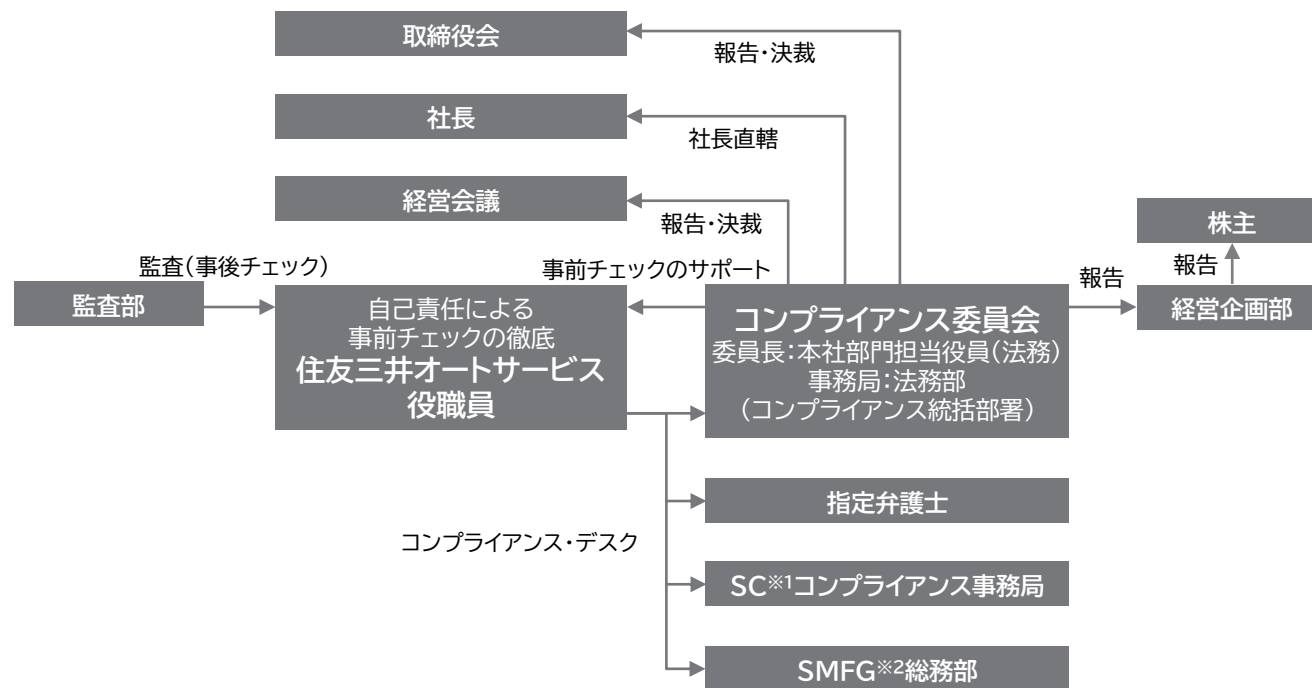 取締役会
報告・決裁
社長
社長直轄
経営会議
報告・決裁
株主
監査(事後チェック)
事前チェックのサポート
報告
報告
監査部
自己責任による
事前チェックの徹底
住友三井オートサービス
役職員
コンプライアンス委員会
委員長:本社部門担当役員(法務)
事務局:法務部
(コンプライアンス統括部署)
経営企画部
指定弁護士
コンプライアンス・デスク
SC※1コンプライアンス事務局
SMFG※2総務部